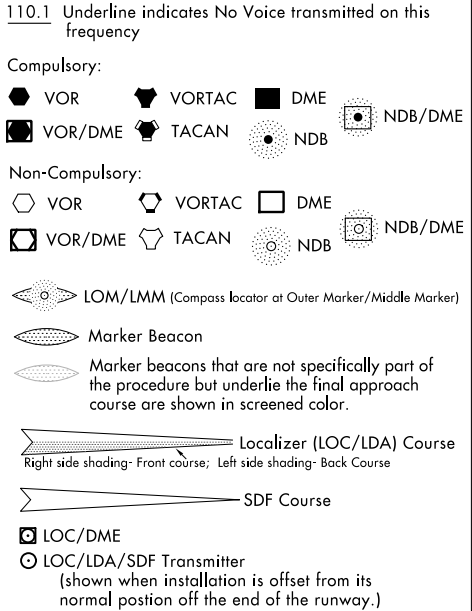 110.1 Underline indicates No Voice transmitted on this
frequency
Compulsory:
VOR VORTAC DME NDB/DME
VOR/DME TACAN NDB
Non-Compulsory:
VOR VORTAC DME NDB/DME
VOR/DME TACAN NDB
LOM/LMM (Compass locator at Outer Marker/Middle Marker)
Marker Beacon
Marker beacons that are not specifically part of
the procedure but underlie the final approach
course are shown in screened color.
Localizer (LOC/LDA) Course
Right side shading- Front course; Left side shading- Back Course
SDF Course
LOC/DME
LOC/LDA/SDF Transmitter
(shown when installation is offset from its
normal postion off the end of the runway.)